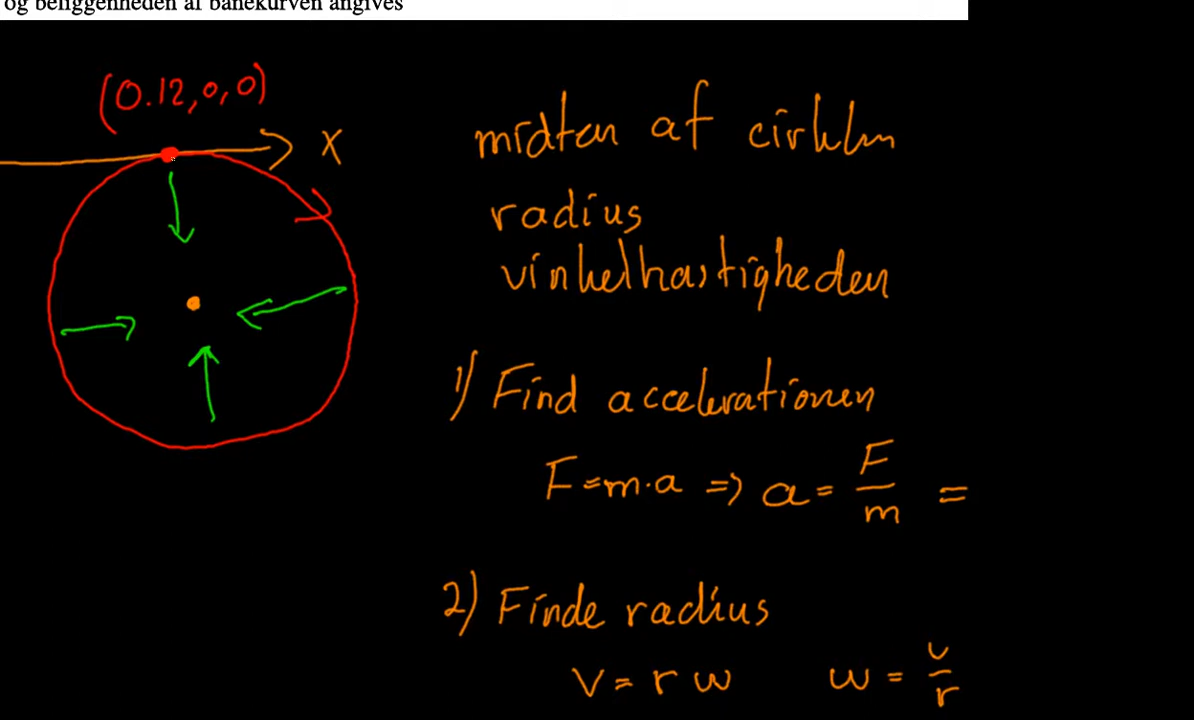 og beliggenheden af banekurven angives
(0.12,0,0)
X
midten af cirklen
radius
vinkelhastigheden
1) Find accelerationen
F=m·a => a= F/m =
2) Finde radius
v=rw w= v/r